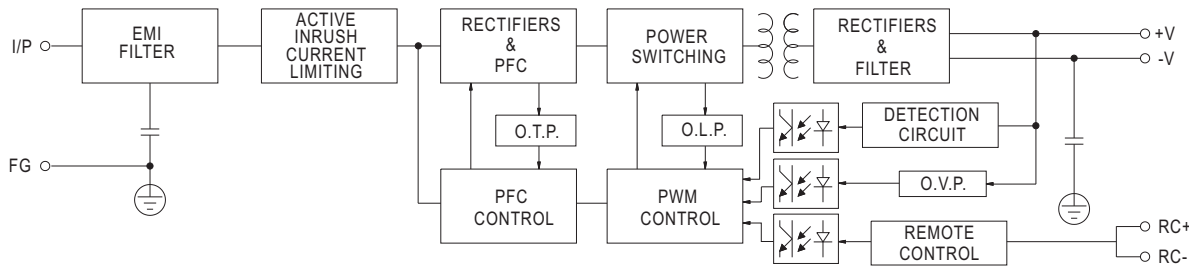 I/P
EMI
FILTER
ACTIVE
INRUSH
CURRENT
LIMITING
RECTIFIERS
&
PFC
POWER
SWITCHING
RECTIFIERS
&
FILTER
+V
-V
O.T.P.
O.L.P.
DETECTION
CIRCUIT
FG
PFC
CONTROL
PWM
CONTROL
O.V.P.
REMOTE
CONTROL
RC+
RC-